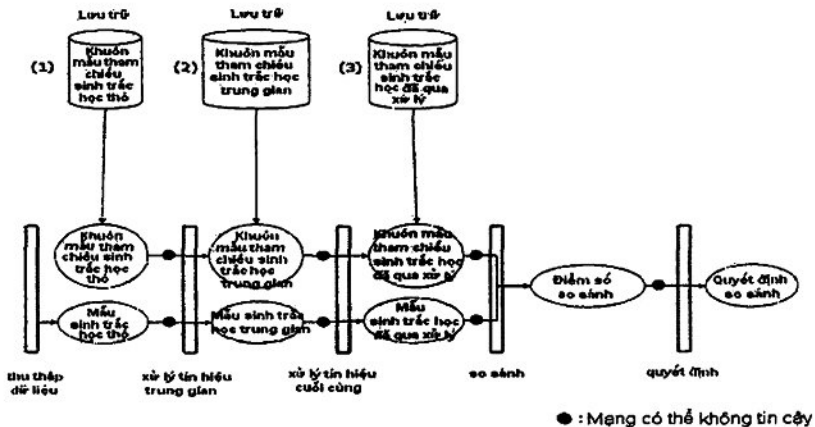 Lưu trữ
Lưu trữ
Lưu trữ
(1)
Khuôn
mẫu tham
chiếu
sinh trắc
học thô
(2)
Khuôn mẫu
tham chiếu
sinh trắc học
trung gian
(3)
Khuôn mẫu
tham chiếu
sinh trắc
học đã qua
xử lý
Khuôn
mẫu tham
chiếu sinh
trắc học
thô
Khuôn
mẫu tham
chiếu sinh
trắc học
trung gian
Khuôn mẫu
tham chiếu
sinh trắc học
đã qua xử lý
Điểm số
so sánh
Quyết định
so sánh
Mẫu
sinh trắc
học thô
Mẫu sinh trắc
học trung gian
Mẫu
sinh trắc học
đã qua xử lý
thu thập
dữ liệu
xử lý tín hiệu
trung gian
xử lý tín hiệu
cuối cùng
so sánh
quyết định
: Mạng có thể không tin cậy